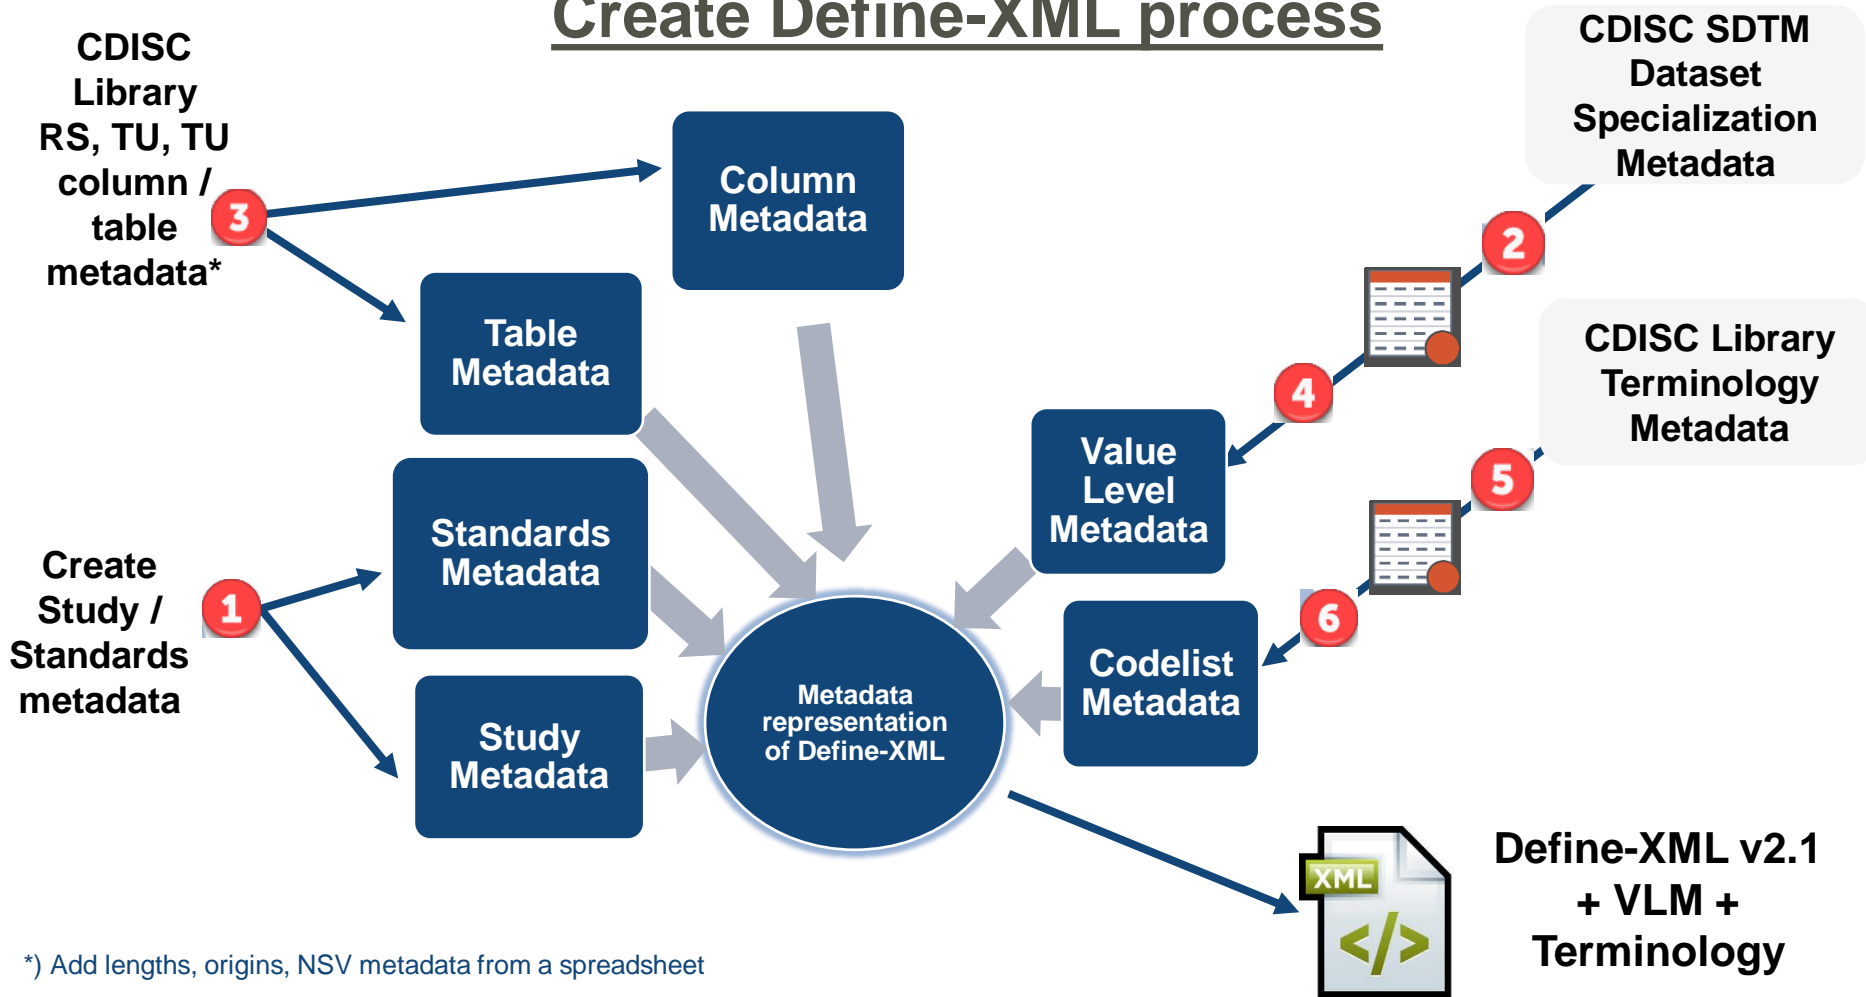 Create Define-XML process
CDISC
Library
RS, TU, TU
column /
table
metadata*
3
Column
Metadata
Table
Metadata
Standards
Metadata
Create
Study /
Standards
metadata
1
Study
Metadata
Metadata
representation
of Define-XML
CDISC SDTM
Dataset
Specialization
Metadata
2
4
Value
Level
Metadata
CDISC Library
Terminology
Metadata
5
6
Codelist
Metadata
XML
</>
Define-XML v2.1
+ VLM +
Terminology
*) Add lengths, origins, NSV metadata from a spreadsheet